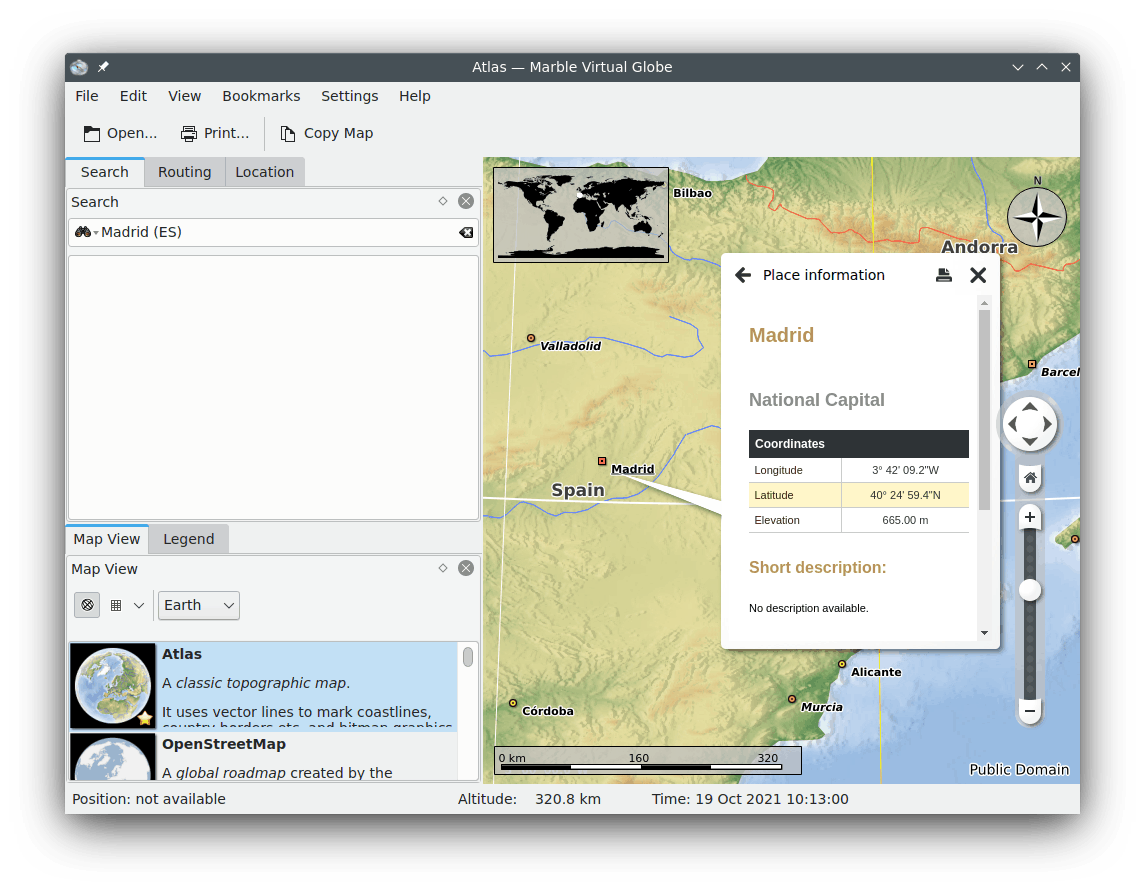 Atlas — Marble Virtual Globe
File Edit View Bookmarks Settings Help
Open... Print... Copy Map
Search Routing Location
Search
Madrid (ES)
Map View Legend
Map View
Earth
Atlas
A classic topographic map.
It uses vector lines to mark coastlines,
country borders etc. and bitmap graphics
OpenStreetMap
A global roadmap created by the
Bilbao
N
Andorra
Valladolid
Barcel
Madrid
Spain
Alicante
Murcia
Córdoba
Place information
Madrid
National Capital
Coordinates
Longitude 3° 42' 09.2"W
Latitude 40° 24' 59.4"N
Elevation 665.00 m
Short description:
No description available.
0 km 160 320
Public Domain
Position: not available Altitude: 320.8 km Time: 19 Oct 2021 10:13:00